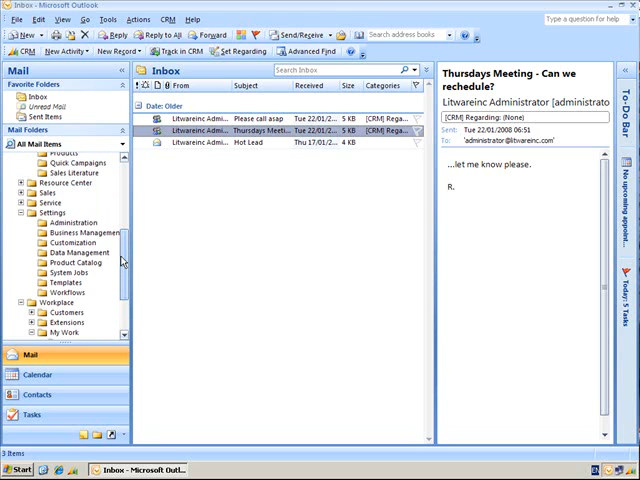 Inbox - Microsoft Outlook
File Edit View Go Tools Actions CRM Help
Type a question for help
New Reply Reply to All Forward Send/Receive Search address books
CRM New Activity New Record Track in CRM Set Regarding Advanced Find
Mail «
Favorite Folders
Inbox
Unread Mail
Sent Items
Mail Folders
All Mail Items
Products
Quick Campaigns
Sales Literature
Resource Center
Sales
Service
Settings
Administration
Business Managemen
Customization
Data Management
Product Catalog
System Jobs
Templates
Workflows
Workplace
Customers
Extensions
My Work
Mail
Calendar
Contacts
Tasks
Inbox
Search Inbox
From Subject Received Size Categories
Date: Older
Litwareinc Admi... Please call asap Tue 22/01/2... 5 KB [CRM] Rega...
Litwareinc Admi... Thursdays Meeti... Tue 22/01/2... 5 KB [CRM] Rega...
Litwareinc Admi... Hot Lead Thu 17/01/2... 4 KB
Thursdays Meeting - Can we
rechedule?
Litwareinc Administrator [administrato
[CRM] Regarding: (None)
Sent: Tue 22/01/2008 06:51
To: 'administrator@litwareinc.com'
...let me know please.
R.
To-Do Bar
No upcoming appoint...
Today: 5 Tasks
3 Items
Start
Inbox - Microsoft Outl...
EN